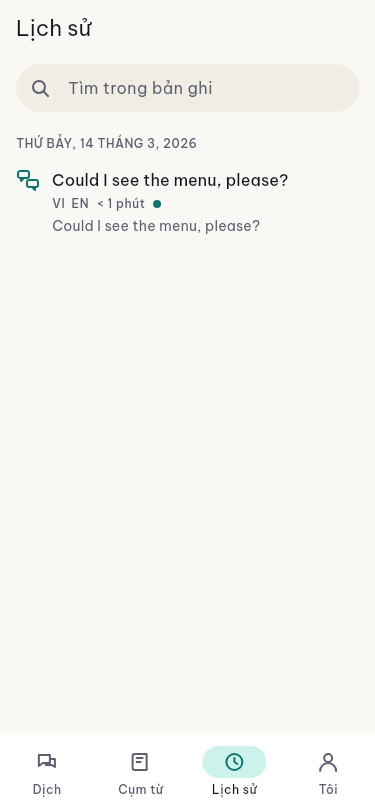 Lịch sử
Tìm trong bản ghi
THỨ BẢY, 14 THÁNG 3, 2026
Could I see the menu, please?
VI EN < 1 phút
Could I see the menu, please?
Dịch
Cụm từ
Lịch sử
Tôi